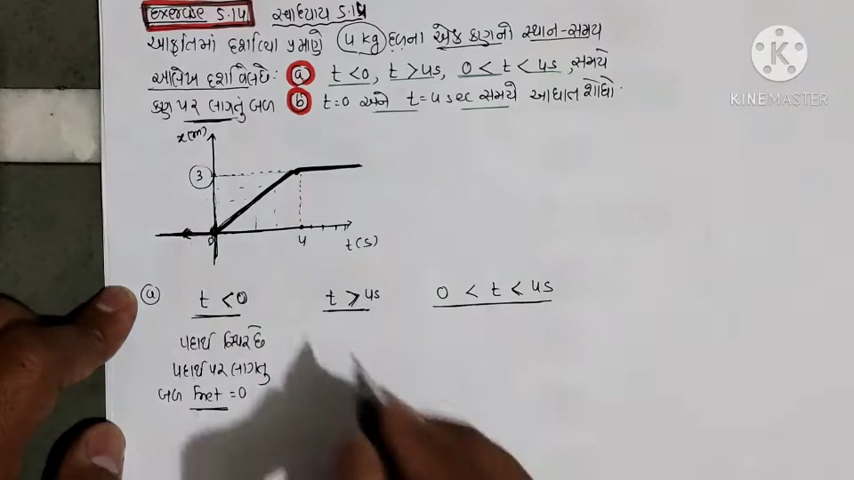 Exercise 5.14 સ્વાધ્યાય 5.14
આકૃતિમાં દર્શાવ્યા પ્રમાણે 4 kg દળના એક કણનો સ્થાન-સમય
આલેખ દર્શાવેલ છે: a t < 0, t > 4s, 0 < t < 4s, સમયે
કણ પર લાગતું બળ b t=0 અને t=4 sec સમયે આઘાત શોધો.
x(m)
3
0
4
t(s)
a t < 0 t > 4s 0 < t < 4s
પદાર્થ સ્થિર છે
પદાર્થ પર લાગતુ
બળ Fnet = 0
MADE WITH
KINEMASTER